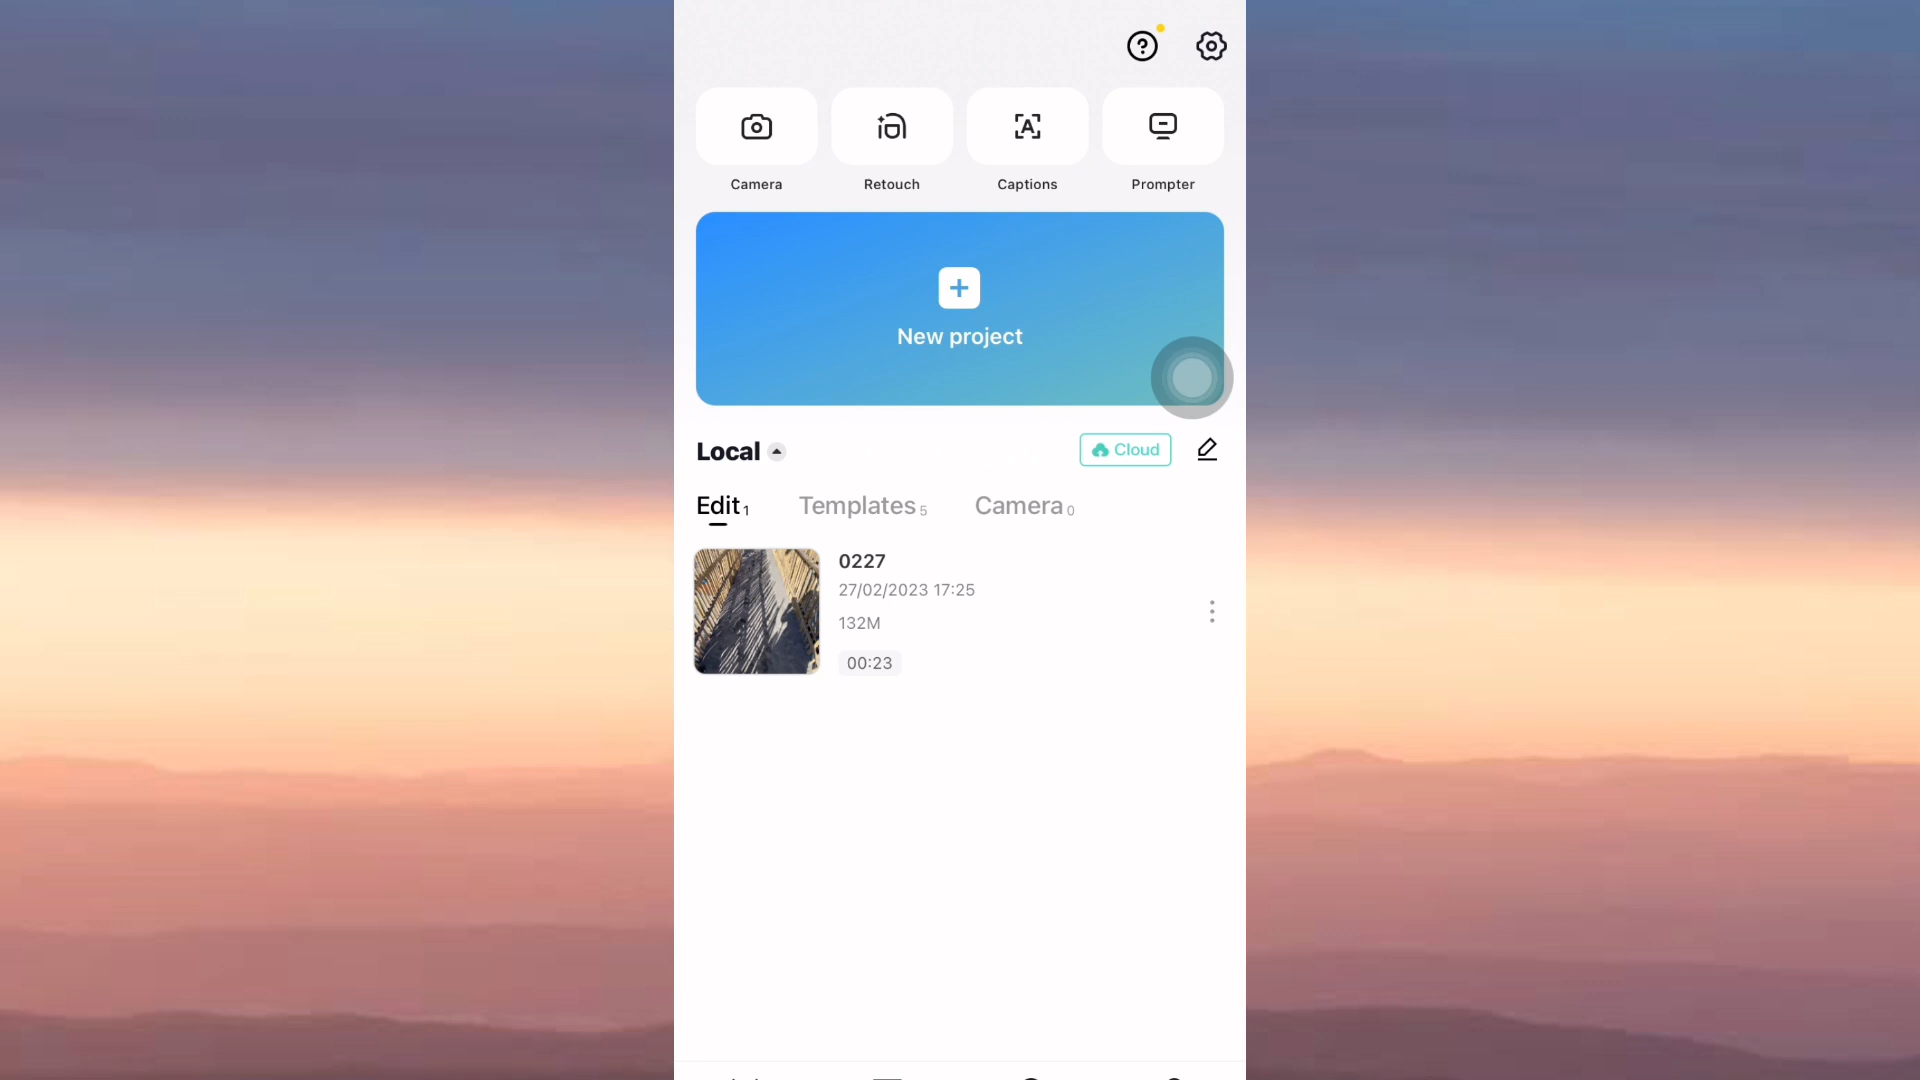 Camera
Retouch
Captions
Prompter
New project
Local
Cloud
Edit 1
Templates 5
Camera 0
0227
27/02/2023 17:25
132M
00:23